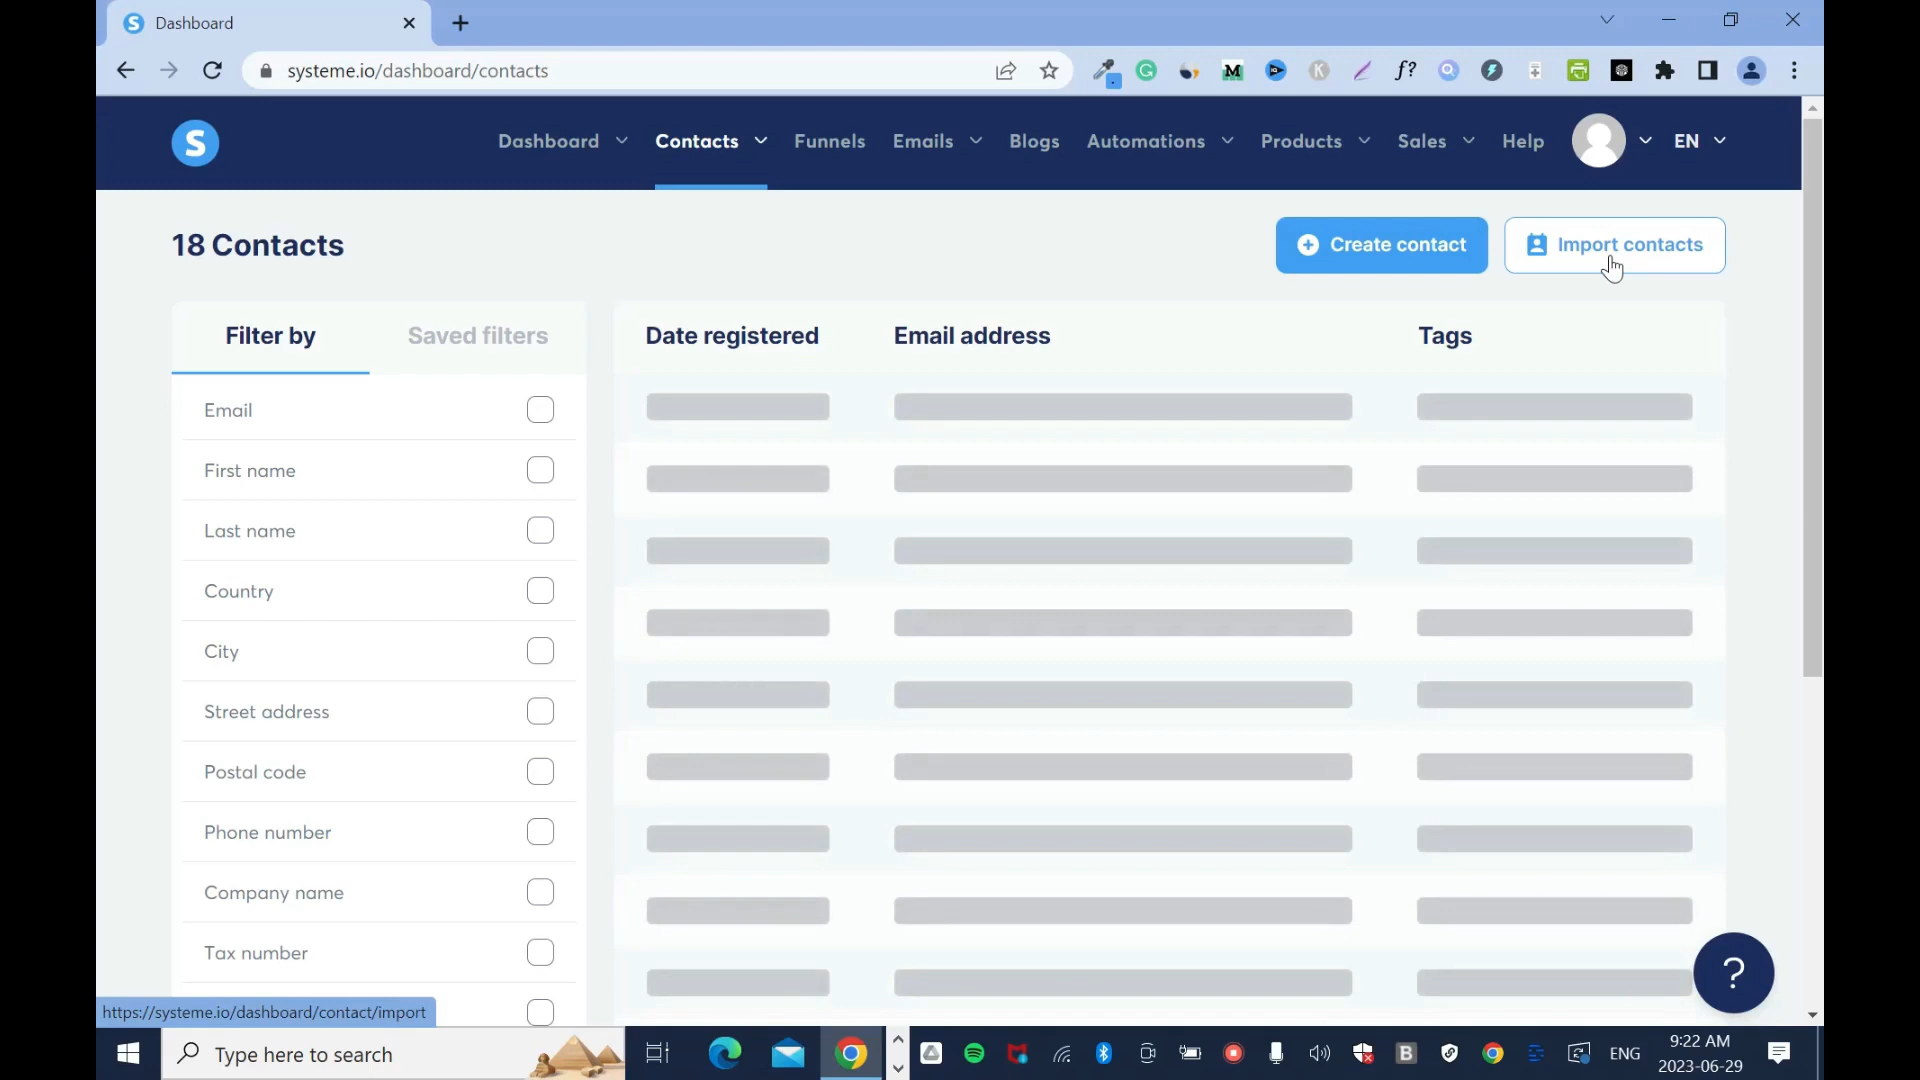 Dashboard
systeme.io/dashboard/contacts
M
K
f?
S
Dashboard
Contacts
Funnels
Emails
Blogs
Automations
Products
Sales
Help
EN
18 Contacts
Create contact
Import contacts
Filter by
Saved filters
Date registered
Email address
Tags
Email
First name
Last name
Country
City
Street address
Postal code
Phone number
Company name
Tax number
?
https://systeme.io/dashboard/contact/import
Type here to search
B
ENG
9:22 AM
2023-06-29